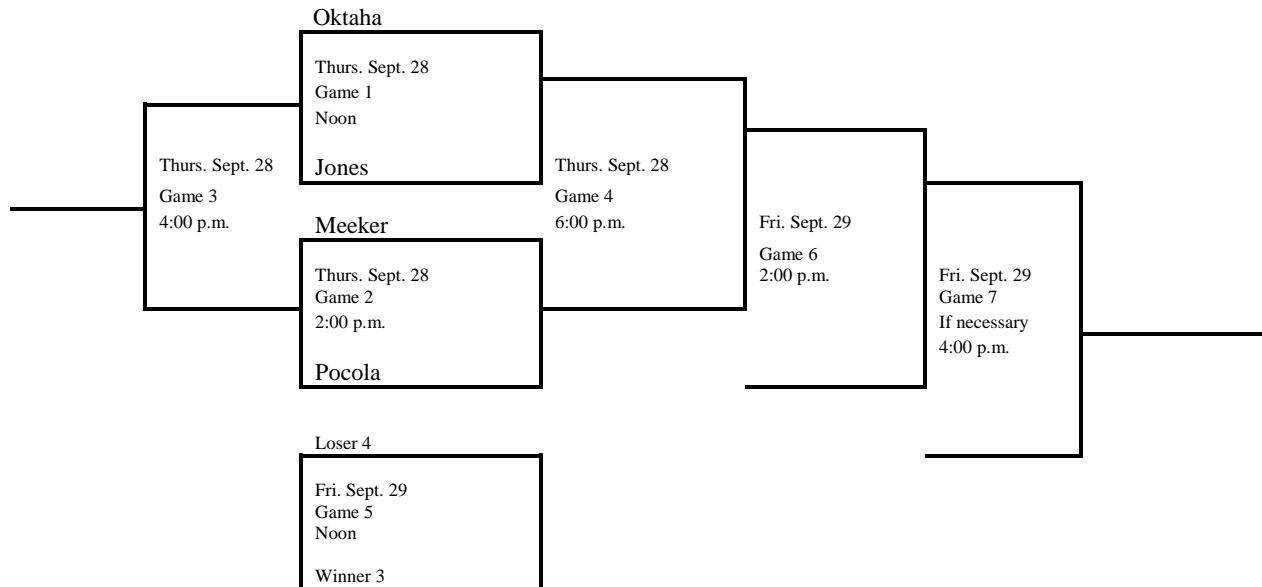 Oktaha
Thurs. Sept. 28
Game 1
Noon
Jones
Thurs. Sept. 28
Game 3
4:00 p.m.
Thurs. Sept. 28
Game 4
6:00 p.m.
Meeker
Thurs. Sept. 28
Game 2
2:00 p.m.
Pocola
Fri. Sept. 29
Game 6
2:00 p.m.
Fri. Sept. 29
Game 7
If necessary
4:00 p.m.
Loser 4
Fri. Sept. 29
Game 5
Noon
Winner 3